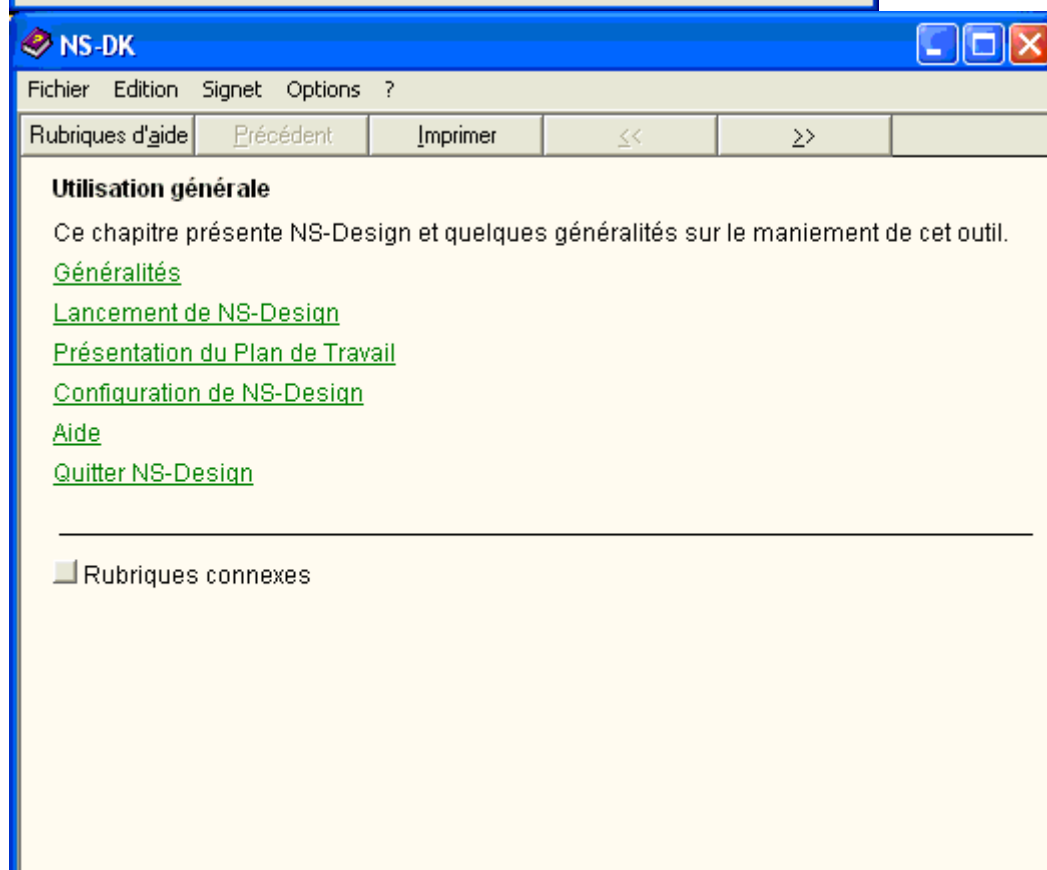 NS-DK
Fichier Edition Signet Options ?
Rubriques d'aide Précédent Imprimer << >>
Utilisation générale
Ce chapitre présente NS-Design et quelques généralités sur le maniement de cet outil.
Généralités
Lancement de NS-Design
Présentation du Plan de Travail
Configuration de NS-Design
Aide
Quitter NS-Design
Rubriques connexes